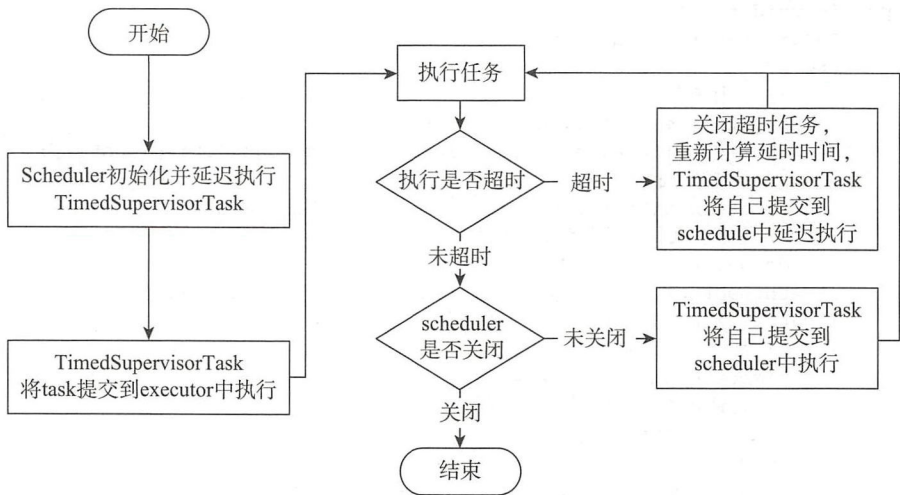 开始
Scheduler初始化并延迟执行
TimedSupervisorTask
TimedSupervisorTask
将task提交到executor中执行
执行任务
执行是否超时
超时
关闭超时任务，
重新计算延时时间，
TimedSupervisorTask
将自己提交到
schedule中延迟执行
未超时
scheduler
是否关闭
未关闭
TimedSupervisorTask
将自己提交到
scheduler中执行
关闭
结束